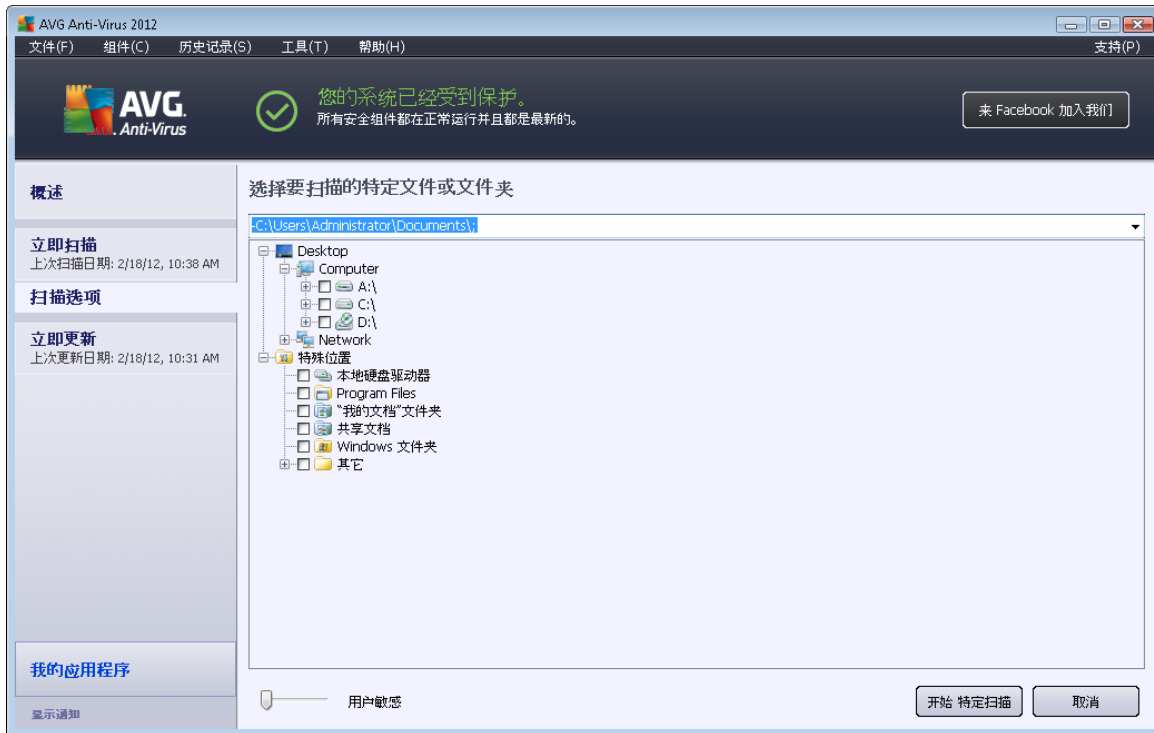 AVG Anti-Virus 2012
文件(F) 组件(C) 历史记录(S) 工具(T) 帮助(H) 支持(P)
AVG.
Anti-Virus
您的系统已经受到保护。
所有安全组件都在正常运行并且都是最新的。
来 Facebook 加入我们
概述
立即扫描
上次扫描日期: 2/18/12, 10:38 AM
扫描选项
立即更新
上次更新日期: 2/18/12, 10:31 AM
我的应用程序
显示通知
选择要扫描的特定文件或文件夹
-C:\Users\Administrator\Documents\;
Desktop
Computer
A:\
C:\
D:\
Network
特殊位置
本地硬盘驱动器
Program Files
“我的文档”文件夹
共享文档
Windows 文件夹
其它
用户敏感
开始 特定扫描
取消